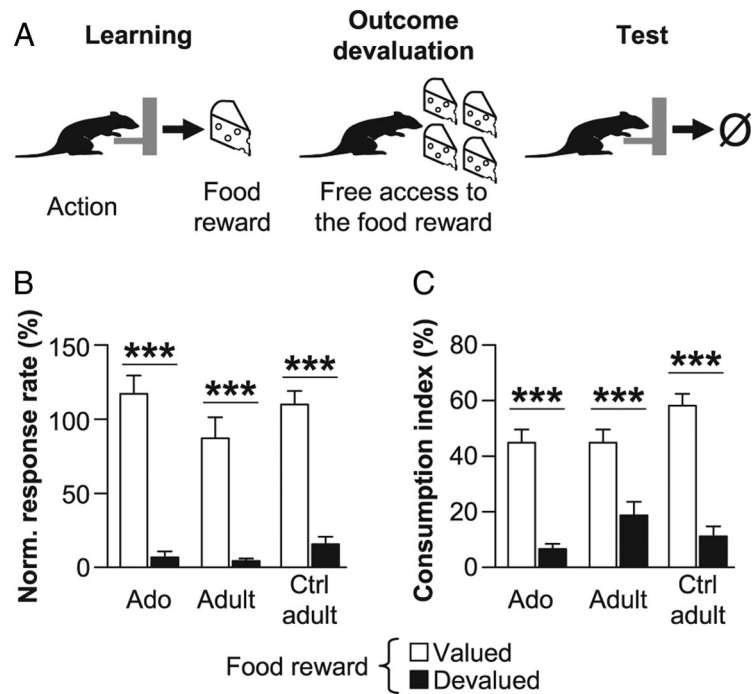 A
Learning
Outcome
devaluation
Test
Ø
Action
Food
reward
Free access to
the food reward
B
Norm. response rate (%)
150
100
50
0
***
***
***
Ado
Adult
Ctrl
adult
C
Consumption index (%)
80
60
40
20
0
***
***
***
Ado
Adult
Ctrl
adult
Food reward
Valued
Devalued